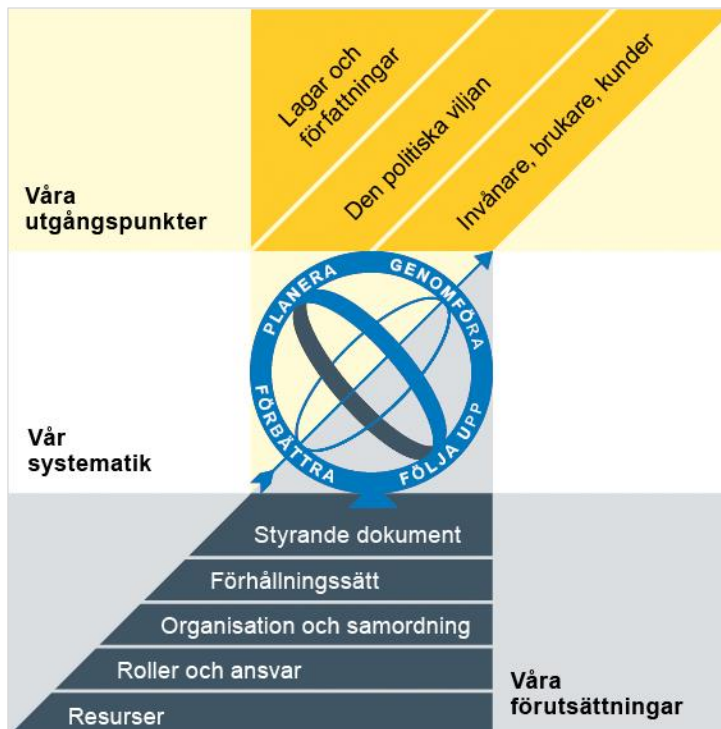 Lagar och
författningar
Den politiska viljan
Invånare, brukare, kunder
Våra
utgångspunkter
PLANERA
GENOMFÖRA
FÖLJA UPP
FÖRBÄTTRA
Vår
systematik
Styrande dokument
Förhållningssätt
Organisation och samordning
Roller och ansvar
Resurser
Våra
förutsättningar